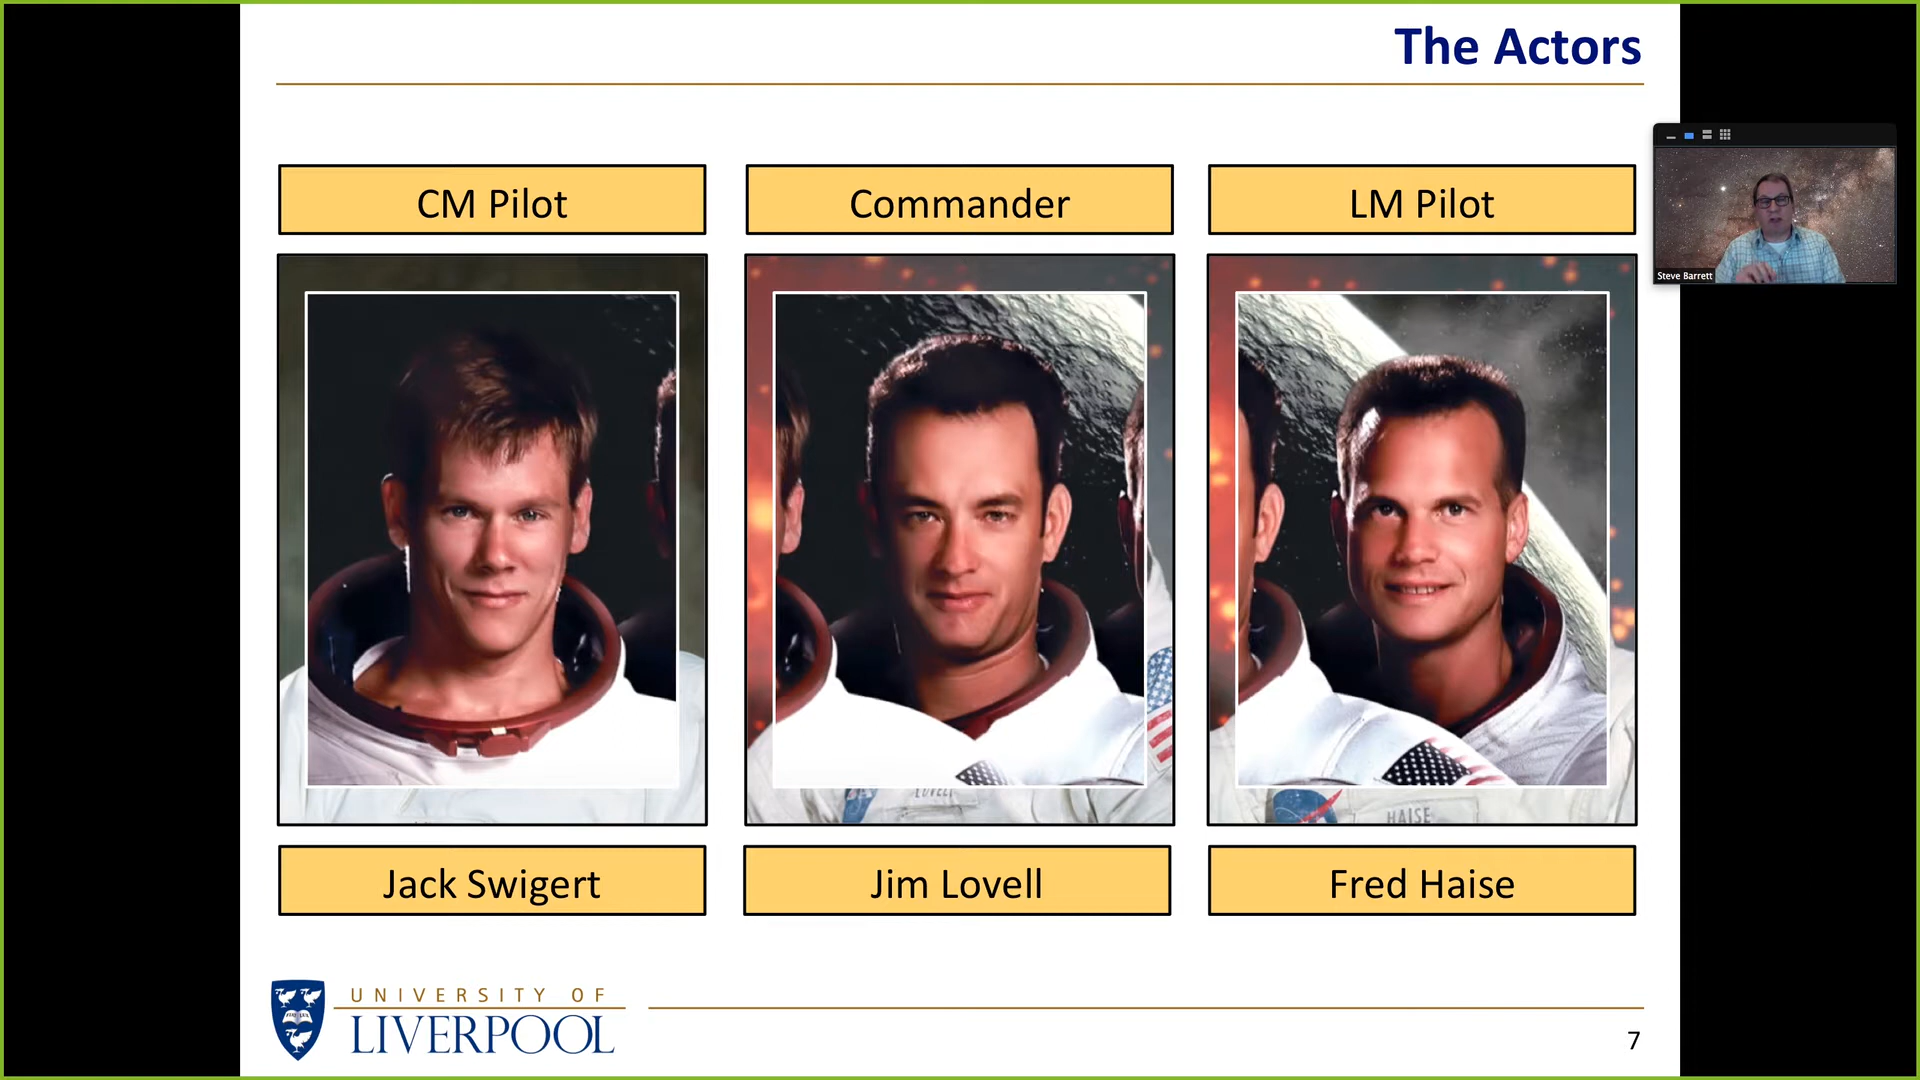 The Actors
CM Pilot
Commander
LM Pilot
Steve Barrett
LOVELL
HAISE
Jack Swigert
Jim Lovell
Fred Haise
UNIVERSITY OF
LIVERPOOL
7